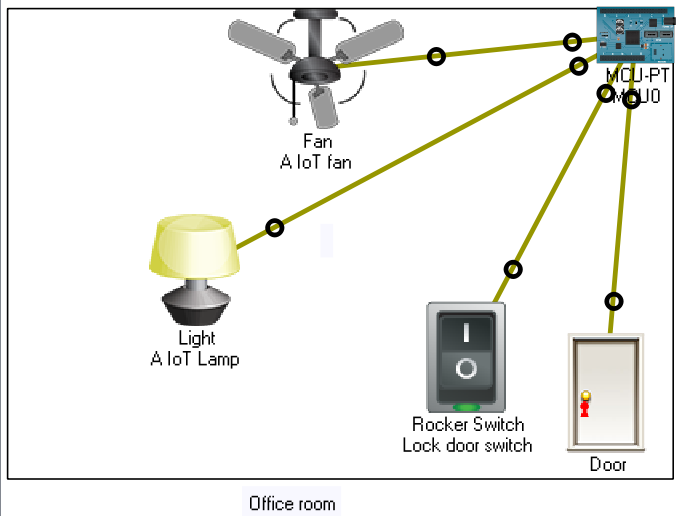 MCU-PT
MCU0
Fan
A IoT fan
Light
A IoT Lamp
Rocker Switch
Lock door switch
Door
Office room